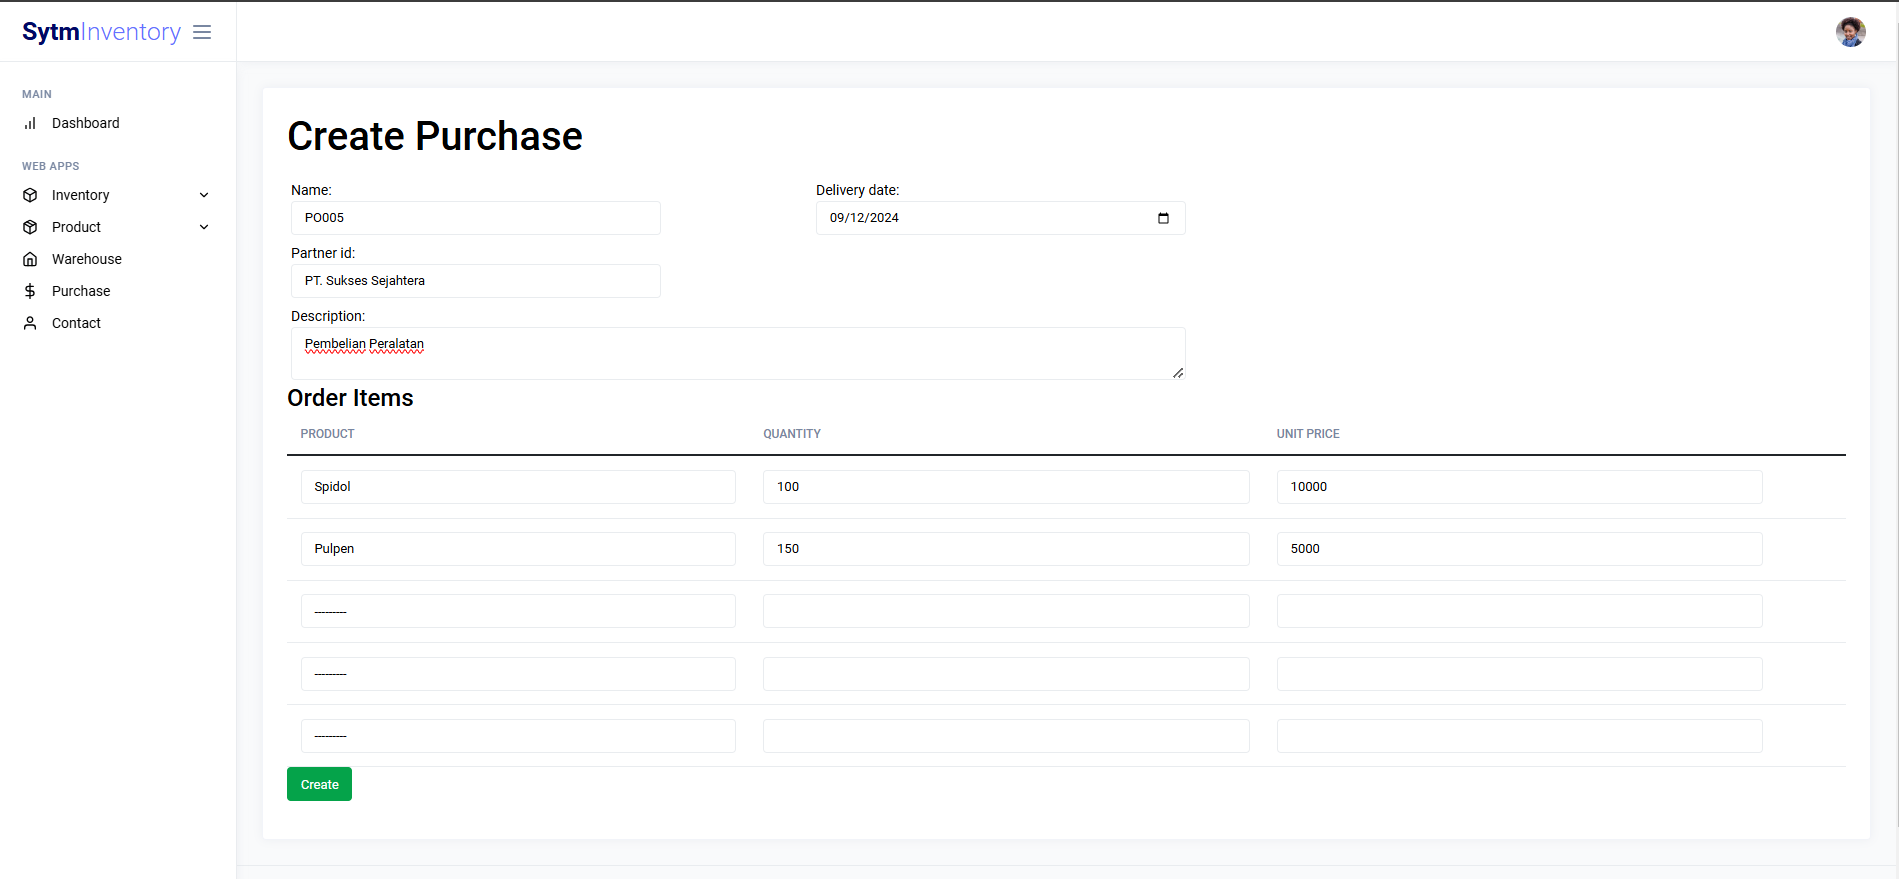 SytmInventory
MAIN
Dashboard
WEB APPS
Inventory
Product
Warehouse
Purchase
Contact
Create Purchase
Name:
PO005
Delivery date:
09/12/2024
Partner id:
PT. Sukses Sejahtera
Description:
Pembelian Peralatan
Order Items
PRODUCT QUANTITY UNIT PRICE
Spidol 100 10000
Pulpen 150 5000
---------
---------
---------
Create